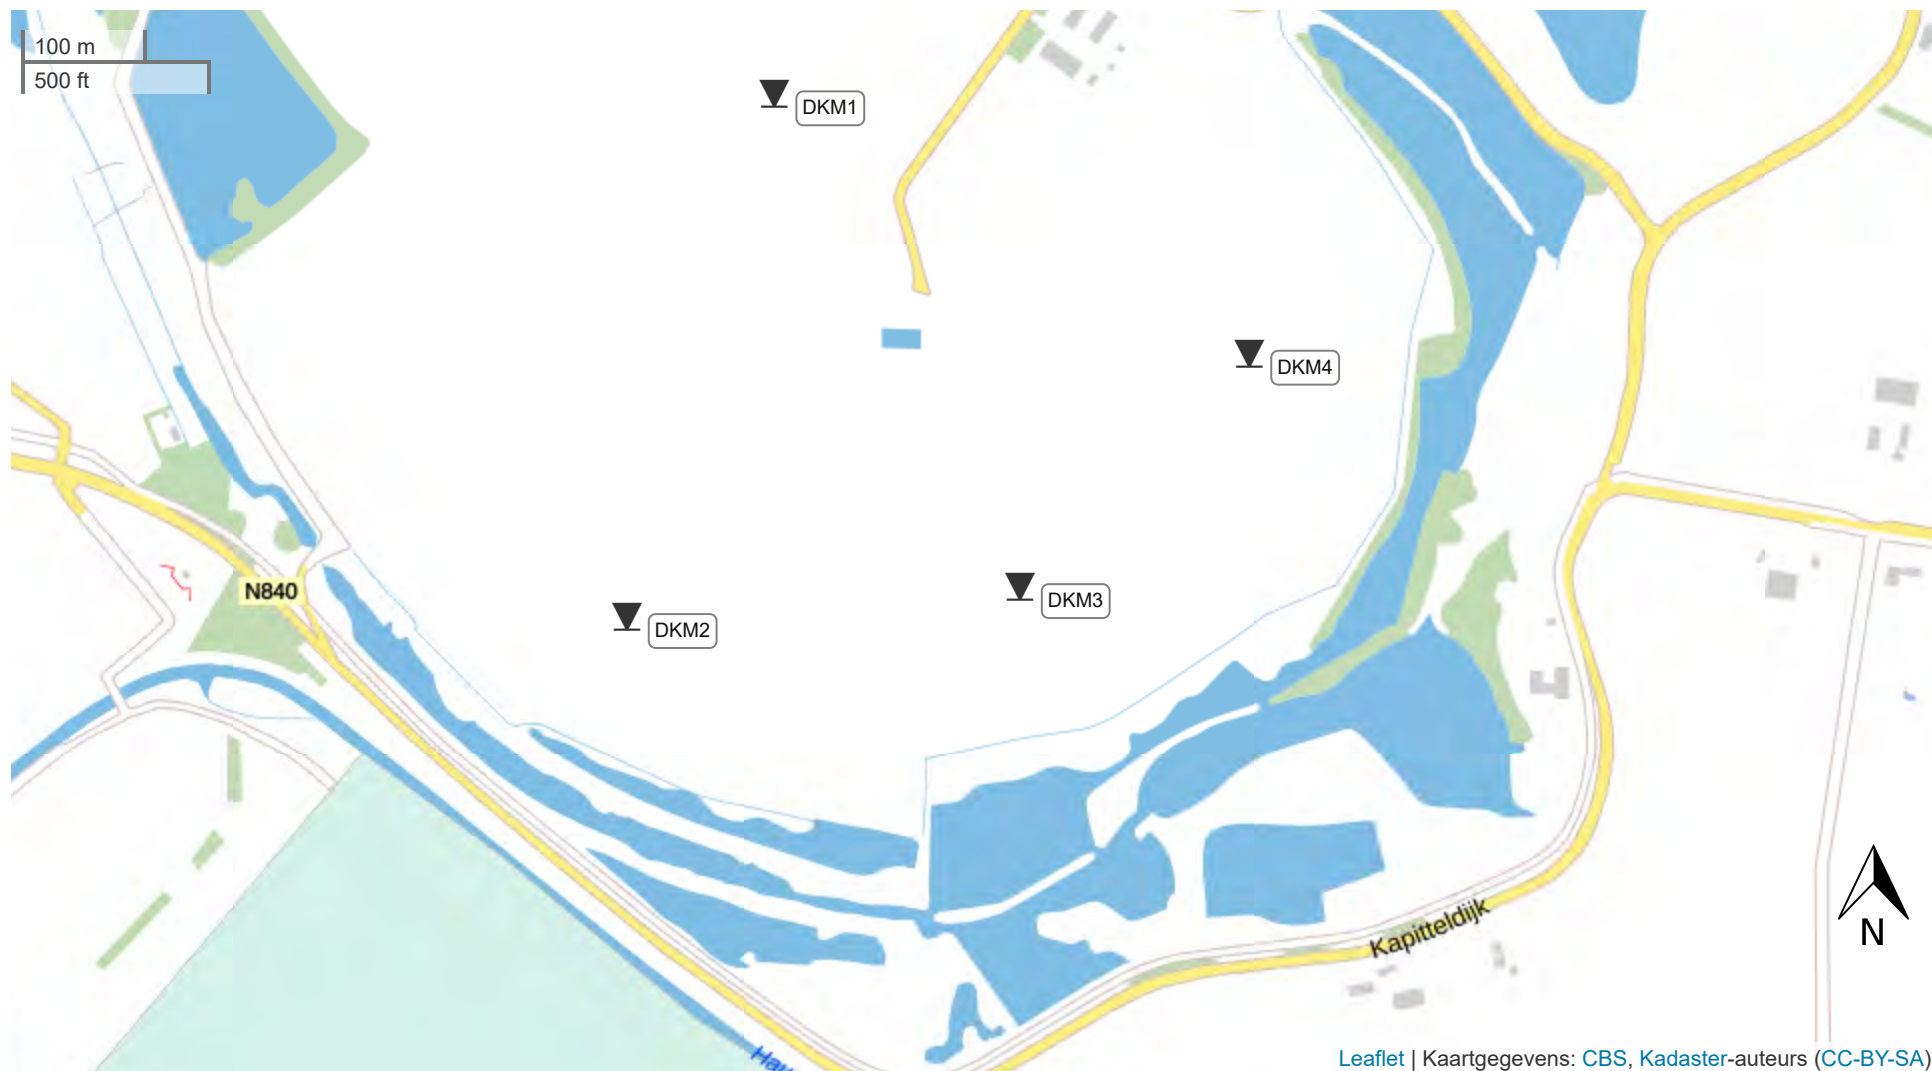 100 m
500 ft
DKM1
DKM4
N840
DKM3
DKM2
Kapitteldijk
N
Leaflet | Kaartgegevens: CBS, Kadaster-auteurs (CC-BY-SA)